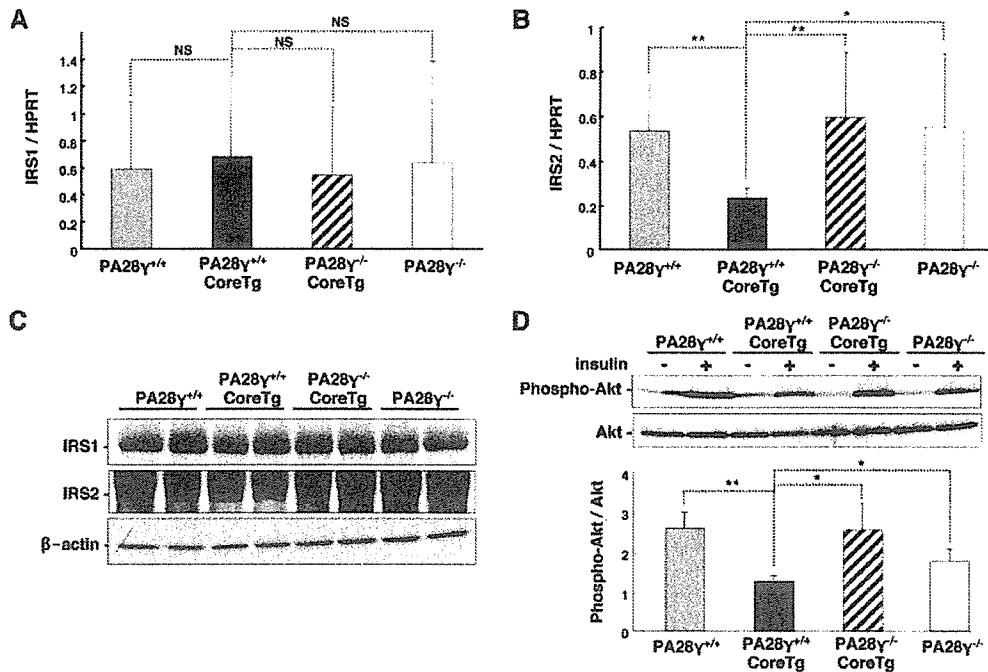 A
NS
NS
NS
IRS1 / HPRT
1.4
1.2
1
0.8
0.6
0.4
0.2
0
PA28γ+/+
PA28γ+/+
CoreTg
PA28γ-/-
CoreTg
PA28γ-/-
B
*
**
**
IRS2 / HPRT
1
0.8
0.6
0.4
0.2
0
PA28γ+/+
PA28γ+/+
CoreTg
PA28γ-/-
CoreTg
PA28γ-/-
C
PA28γ+/+
PA28γ+/+
CoreTg
PA28γ-/-
CoreTg
PA28γ-/-
IRS1
IRS2
β-actin
D
PA28γ+/+
PA28γ+/+
CoreTg
PA28γ-/-
CoreTg
PA28γ-/-
insulin - + - + - + - +
Phospho-Akt
Akt
*
**
*
Phospho-Akt / Akt
4
3
2
1
0
PA28γ+/+
PA28γ+/+
CoreTg
PA28γ-/-
CoreTg
PA28γ-/-